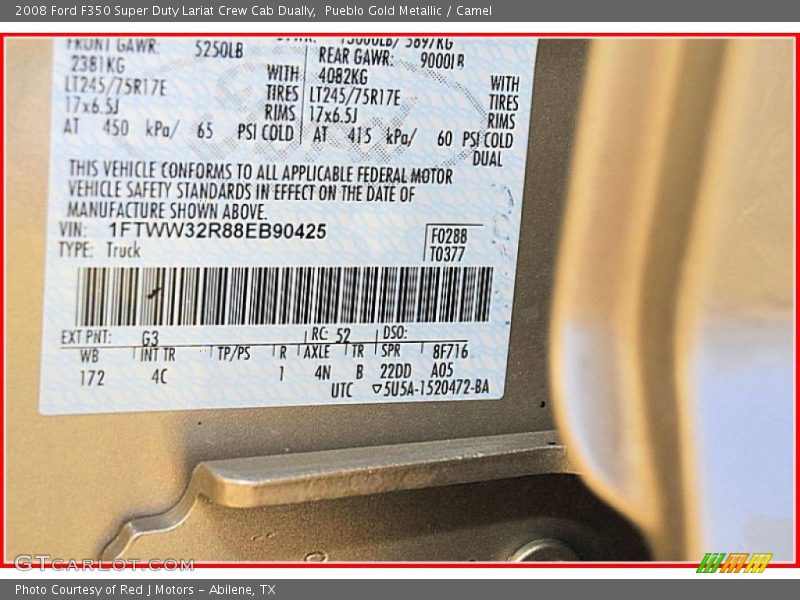 2008 Ford F350 Super Duty Lariat Crew Cab Dually, Pueblo Gold Metallic / Camel
FRONT GAWR: 5250LB
2381KG
WITH
LT245/75R17E TIRES
17x6.5J RIMS
AT 450 kPa/ 65 PSI COLD
REAR GAWR: 9000LB
4082KG
WITH
LT245/75R17E TIRES
17x6.5J RIMS
AT 415 kPa/ 60 PSI COLD
DUAL
THIS VEHICLE CONFORMS TO ALL APPLICABLE FEDERAL MOTOR
VEHICLE SAFETY STANDARDS IN EFFECT ON THE DATE OF
MANUFACTURE SHOWN ABOVE.
VIN: 1FTWW32R88EB90425
TYPE: Truck
F0288
T0377
EXT PNT: G3 RC: 52 DSO:
WB INT TR TP/PS R AXLE TR SPR 8F716
172 4C 1 4N B 22DD A05
UTC ▽5U5A-1520472-BA
GTcarlot.com
Photo Courtesy of Red J Motors - Abilene, TX